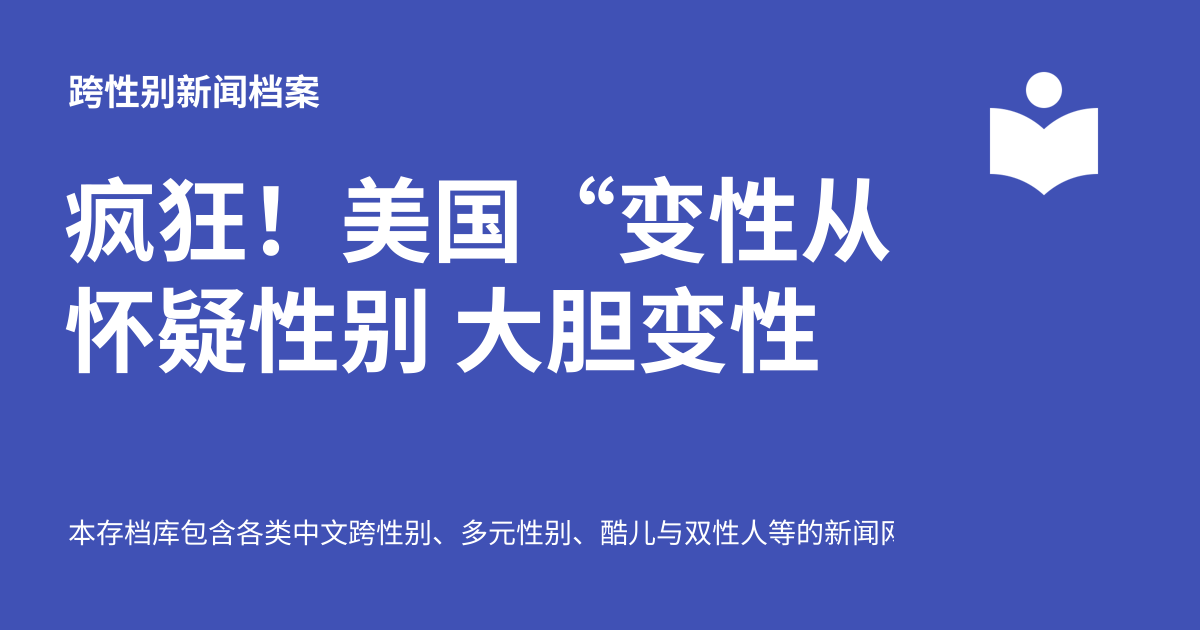 跨性别新闻档案
疯狂！美国“变性从
怀疑性别 大胆变性
本存档库包含各类中文跨性别、多元性别、酷儿与双性人等的新闻